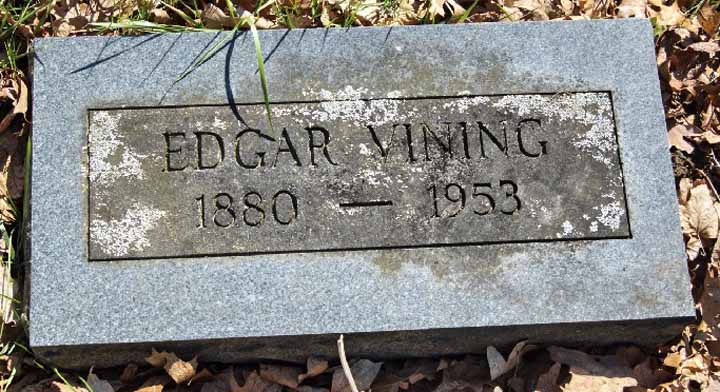 EDGAR VINING
1880 — 1953